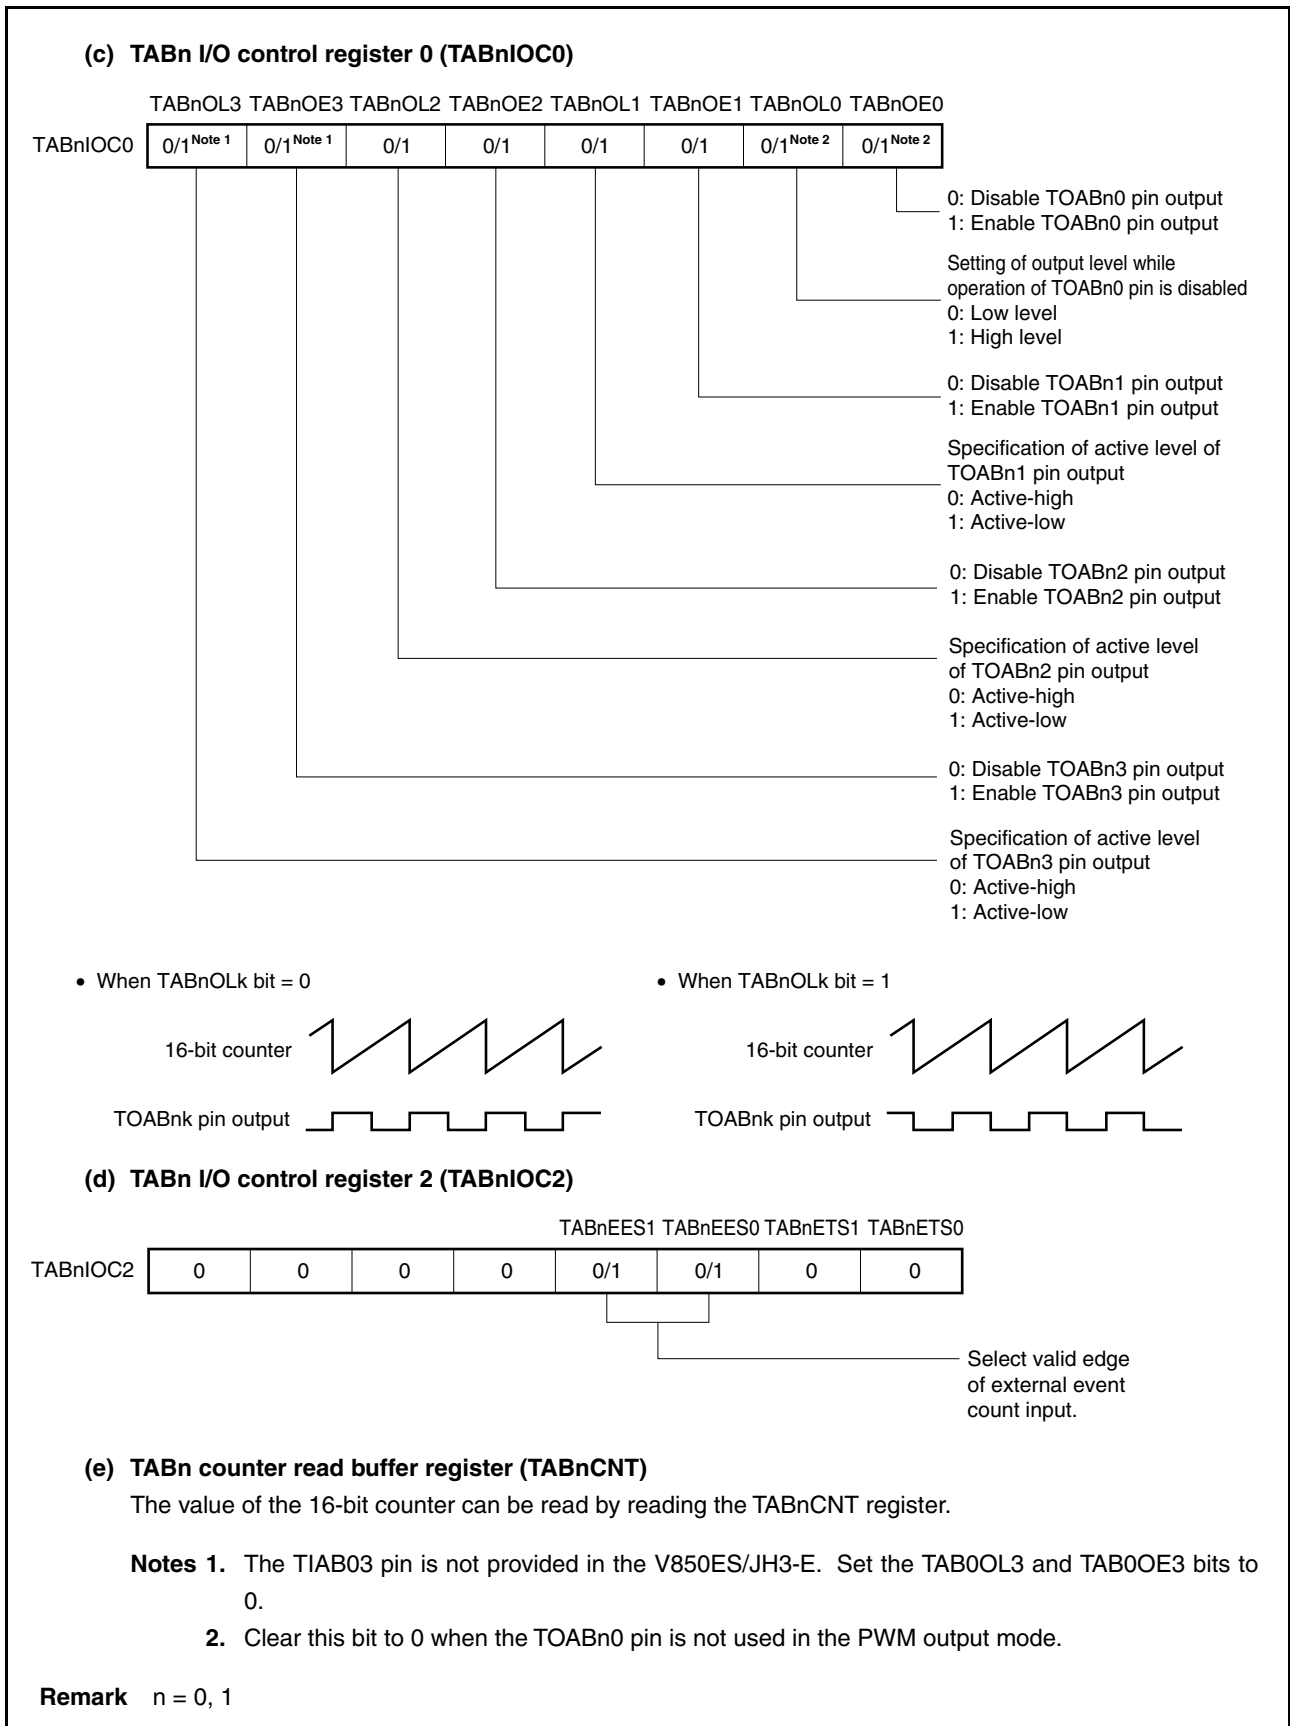 (c) TABn I/O control register 0 (TABnIOC0)
TABnOL3 TABnOE3 TABnOL2 TABnOE2 TABnOL1 TABnOE1 TABnOL0 TABnOE0
TABnIOC0 0/1Note 1 0/1Note 1 0/1 0/1 0/1 0/1 0/1Note 2 0/1Note 2
0: Disable TOABn0 pin output
1: Enable TOABn0 pin output
Setting of output level while
operation of TOABn0 pin is disabled
0: Low level
1: High level
0: Disable TOABn1 pin output
1: Enable TOABn1 pin output
Specification of active level of
TOABn1 pin output
0: Active-high
1: Active-low
0: Disable TOABn2 pin output
1: Enable TOABn2 pin output
Specification of active level
of TOABn2 pin output
0: Active-high
1: Active-low
0: Disable TOABn3 pin output
1: Enable TOABn3 pin output
Specification of active level
of TOABn3 pin output
0: Active-high
1: Active-low
• When TABnOLk bit = 0
16-bit counter
TOABnk pin output
• When TABnOLk bit = 1
16-bit counter
TOABnk pin output
(d) TABn I/O control register 2 (TABnIOC2)
TABnEES1 TABnEES0 TABnETS1 TABnETS0
TABnIOC2 0 0 0 0 0/1 0/1 0 0
Select valid edge
of external event
count input.
(e) TABn counter read buffer register (TABnCNT)
The value of the 16-bit counter can be read by reading the TABnCNT register.
Notes 1. The TIAB03 pin is not provided in the V850ES/JH3-E. Set the TAB0OL3 and TAB0OE3 bits to
0.
2. Clear this bit to 0 when the TOABn0 pin is not used in the PWM output mode.
Remark n = 0, 1